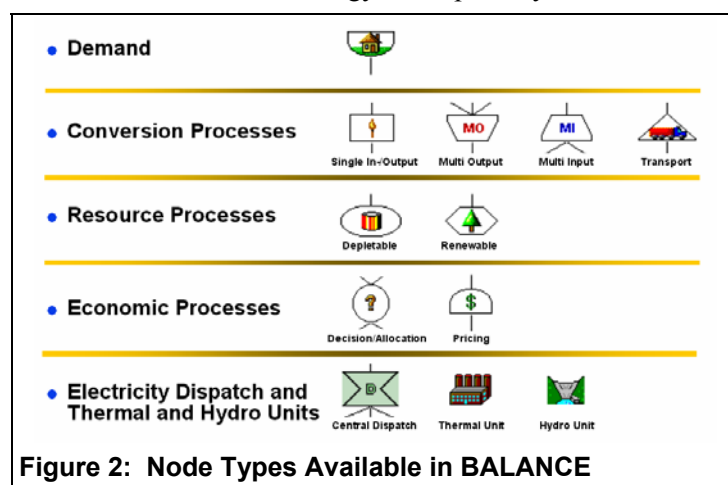 • Demand
• Conversion Processes
MO
MI
Single In-/Output Multi Output Multi Input Transport
• Resource Processes
Depletable Renewable
• Economic Processes
?
$
Decision/Allocation Pricing
• Electricity Dispatch and
Thermal and Hydro Units
D
Central Dispatch Thermal Unit Hydro Unit
Figure 2: Node Types Available in BALANCE